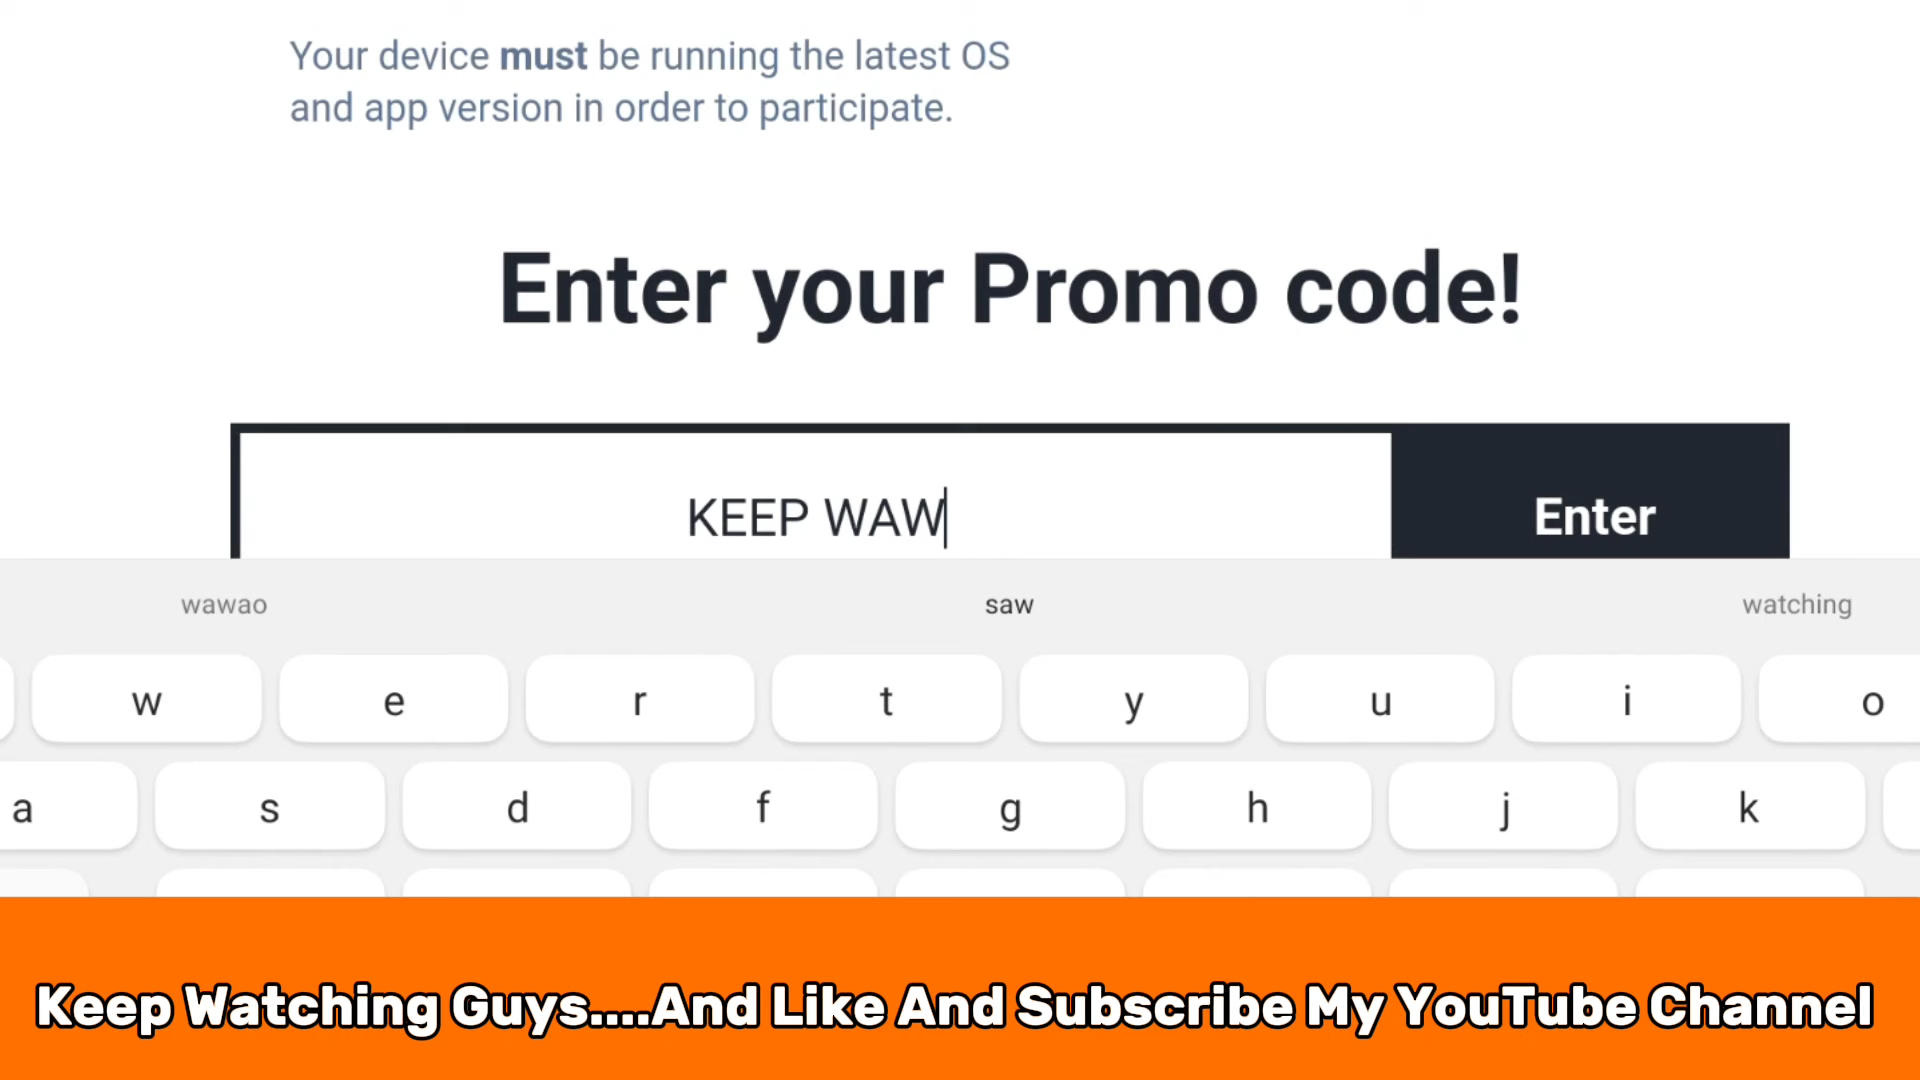 Your device must be running the latest OS
and app version in order to participate.
Enter your Promo code!
KEEP WAW
Enter
wawao saw watching
w e r t y u i o
a s d f g h j k
Keep Watching Guys....And Like And Subscribe My YouTube Channel